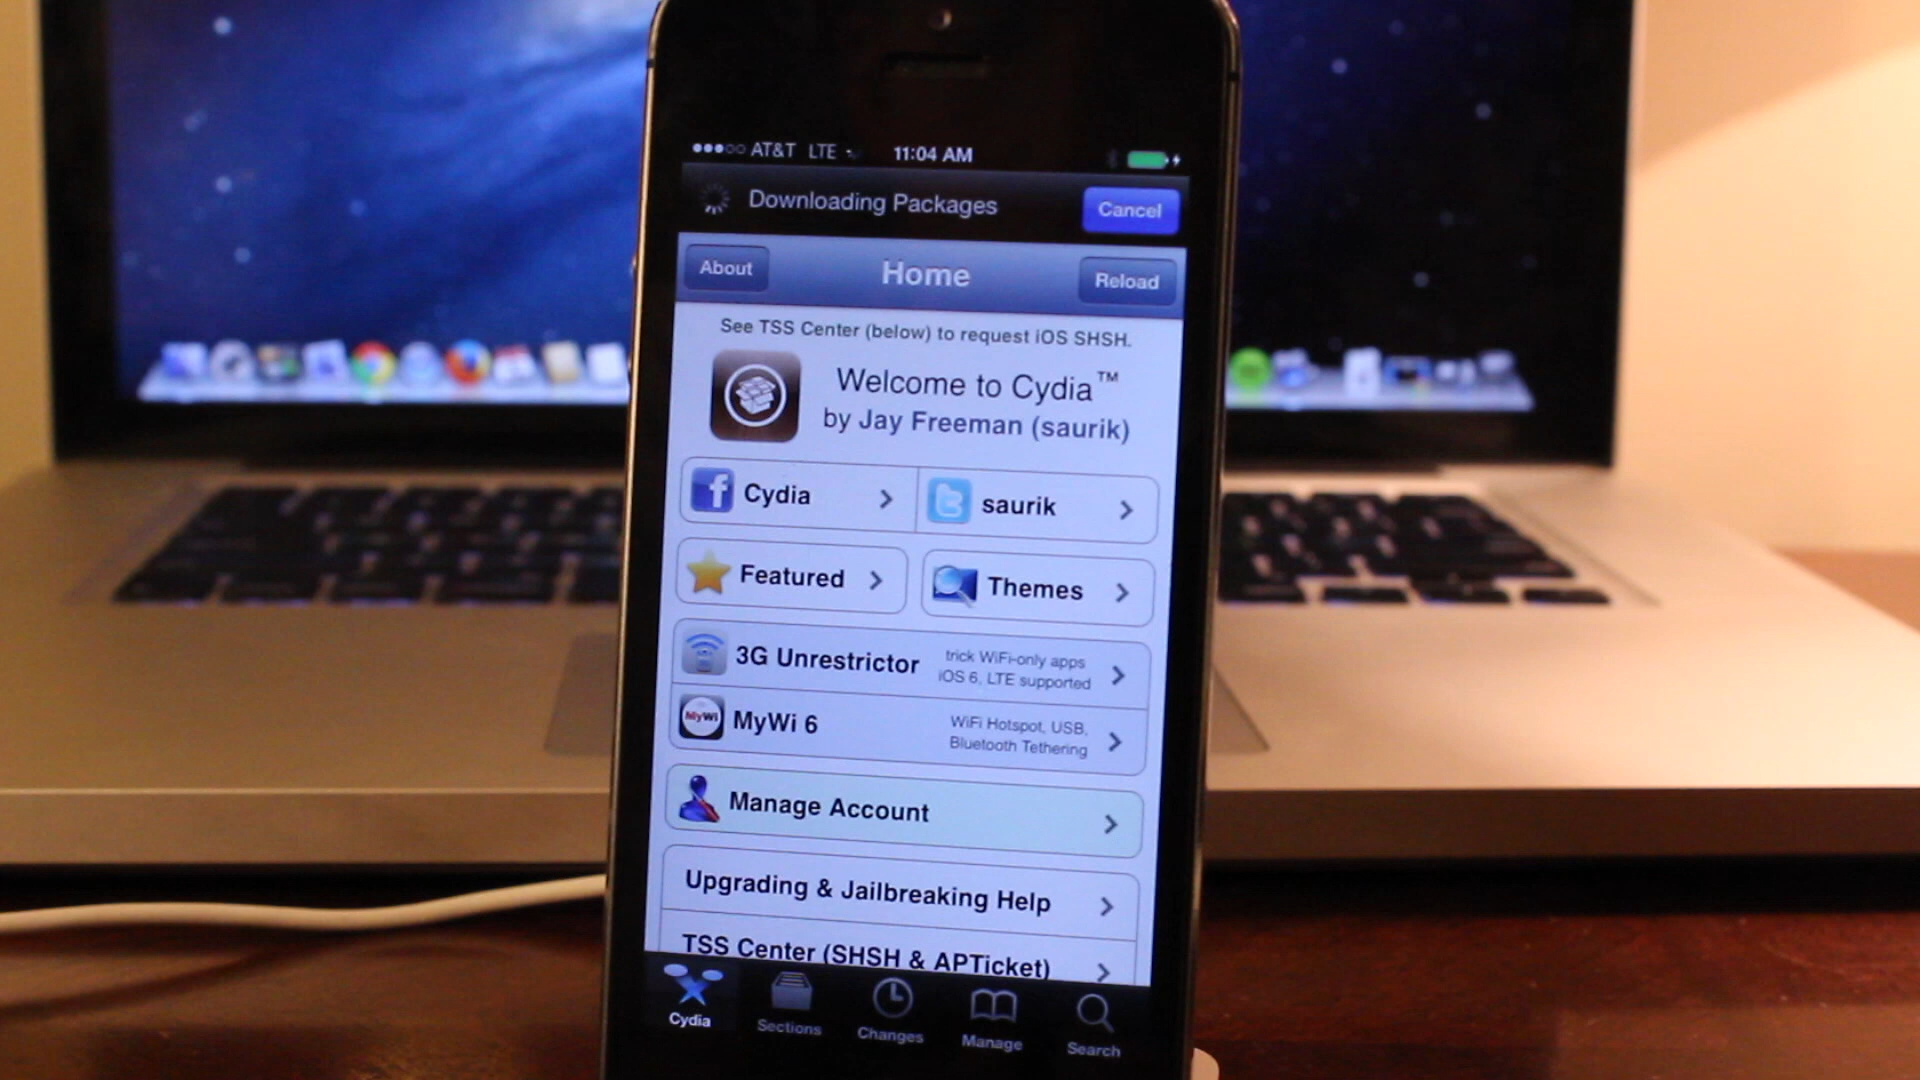 AT&T LTE 11:04 AM
Downloading Packages Cancel
About Home Reload
See TSS Center (below) to request iOS SHSH.
Welcome to Cydia™
by Jay Freeman (saurik)
Cydia saurik
Featured Themes
3G Unrestrictor trick WiFi-only apps
iOS 6, LTE supported
MyWi
MyWi 6 WiFi Hotspot, USB,
Bluetooth Tethering
Manage Account
Upgrading & Jailbreaking Help
TSS Center (SHSH & APTicket)
Cydia Sections Changes Manage Search